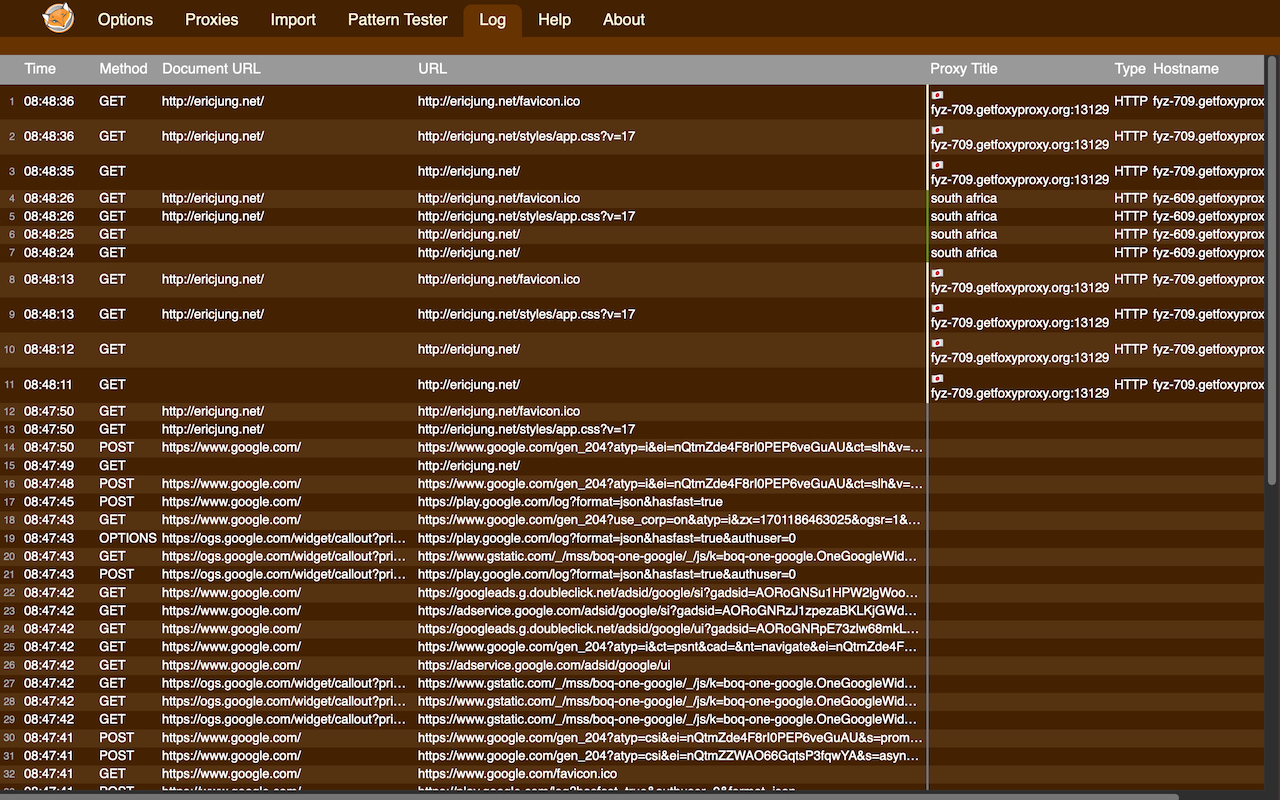 Options Proxies Import Pattern Tester Log Help About
Time Method Document URL URL Proxy Title Type Hostname
1 08:48:36 GET http://ericjung.net/ http://ericjung.net/favicon.ico fyz-709.getfoxyproxy.org:13129 HTTP fyz-709.getfoxyprox
2 08:48:36 GET http://ericjung.net/ http://ericjung.net/styles/app.css?v=17 fyz-709.getfoxyproxy.org:13129 HTTP fyz-709.getfoxyprox
3 08:48:35 GET http://ericjung.net/ fyz-709.getfoxyproxy.org:13129 HTTP fyz-709.getfoxyprox
4 08:48:26 GET http://ericjung.net/ http://ericjung.net/favicon.ico south africa HTTP fyz-609.getfoxyprox
5 08:48:26 GET http://ericjung.net/ http://ericjung.net/styles/app.css?v=17 south africa HTTP fyz-609.getfoxyprox
6 08:48:25 GET http://ericjung.net/ south africa HTTP fyz-609.getfoxyprox
7 08:48:24 GET http://ericjung.net/ south africa HTTP fyz-609.getfoxyprox
8 08:48:13 GET http://ericjung.net/ http://ericjung.net/favicon.ico fyz-709.getfoxyproxy.org:13129 HTTP fyz-709.getfoxyprox
9 08:48:13 GET http://ericjung.net/ http://ericjung.net/styles/app.css?v=17 fyz-709.getfoxyproxy.org:13129 HTTP fyz-709.getfoxyprox
10 08:48:12 GET http://ericjung.net/ fyz-709.getfoxyproxy.org:13129 HTTP fyz-709.getfoxyprox
11 08:48:11 GET http://ericjung.net/ fyz-709.getfoxyproxy.org:13129 HTTP fyz-709.getfoxyprox
12 08:47:50 GET http://ericjung.net/ http://ericjung.net/favicon.ico
13 08:47:50 GET http://ericjung.net/ http://ericjung.net/styles/app.css?v=17
14 08:47:50 POST https://www.google.com/ https://www.google.com/gen_204?atyp=i&ei=nQtmZde4F8rI0PEP6veGuAU&ct=slh&v=…
15 08:47:49 GET http://ericjung.net/
16 08:47:48 POST https://www.google.com/ https://www.google.com/gen_204?atyp=i&ei=nQtmZde4F8rI0PEP6veGuAU&ct=slh&v=…
17 08:47:45 POST https://www.google.com/ https://play.google.com/log?format=json&hasfast=true
18 08:47:43 GET https://www.google.com/ https://www.google.com/gen_204?use_corp=on&atyp=i&zx=1701186463025&ogsr=1&…
19 08:47:43 OPTIONS https://ogs.google.com/widget/callout?pri… https://play.google.com/log?format=json&hasfast=true&authuser=0
20 08:47:43 GET https://ogs.google.com/widget/callout?pri… https://www.gstatic.com/_/mss/boq-one-google/_/js/k=boq-one-google.OneGoogleWid…
21 08:47:43 POST https://ogs.google.com/widget/callout?pri… https://play.google.com/log?format=json&hasfast=true&authuser=0
22 08:47:42 GET https://www.google.com/ https://googleads.g.doubleclick.net/adsid/google/si?gadsid=AORoGNSu1HPW2lgWoo…
23 08:47:42 GET https://www.google.com/ https://adservice.google.com/adsid/google/si?gadsid=AORoGNRzJ1zpezaBKLKjGWd…
24 08:47:42 GET https://www.google.com/ https://googleads.g.doubleclick.net/adsid/google/ui?gadsid=AORoGNRpE73zlw68mkL…
25 08:47:42 GET https://www.google.com/ https://www.google.com/gen_204?atyp=i&ct=psnt&cad=&nt=navigate&ei=nQtmZde4F…
26 08:47:42 GET https://www.google.com/ https://adservice.google.com/adsid/google/ui
27 08:47:42 GET https://ogs.google.com/widget/callout?pri… https://www.gstatic.com/_/mss/boq-one-google/_/js/k=boq-one-google.OneGoogleWid…
28 08:47:42 GET https://ogs.google.com/widget/callout?pri… https://www.gstatic.com/_/mss/boq-one-google/_/js/k=boq-one-google.OneGoogleWid…
29 08:47:42 GET https://ogs.google.com/widget/callout?pri… https://www.gstatic.com/_/mss/boq-one-google/_/js/k=boq-one-google.OneGoogleWid…
30 08:47:41 POST https://www.google.com/ https://www.google.com/gen_204?atyp=csi&ei=nQtmZde4F8rI0PEP6veGuAU&s=prom…
31 08:47:41 POST https://www.google.com/ https://www.google.com/gen_204?atyp=csi&ei=nQtmZZWAO66GqtsP3fqwYA&s=asyn…
32 08:47:41 GET https://www.google.com/ https://www.google.com/favicon.ico